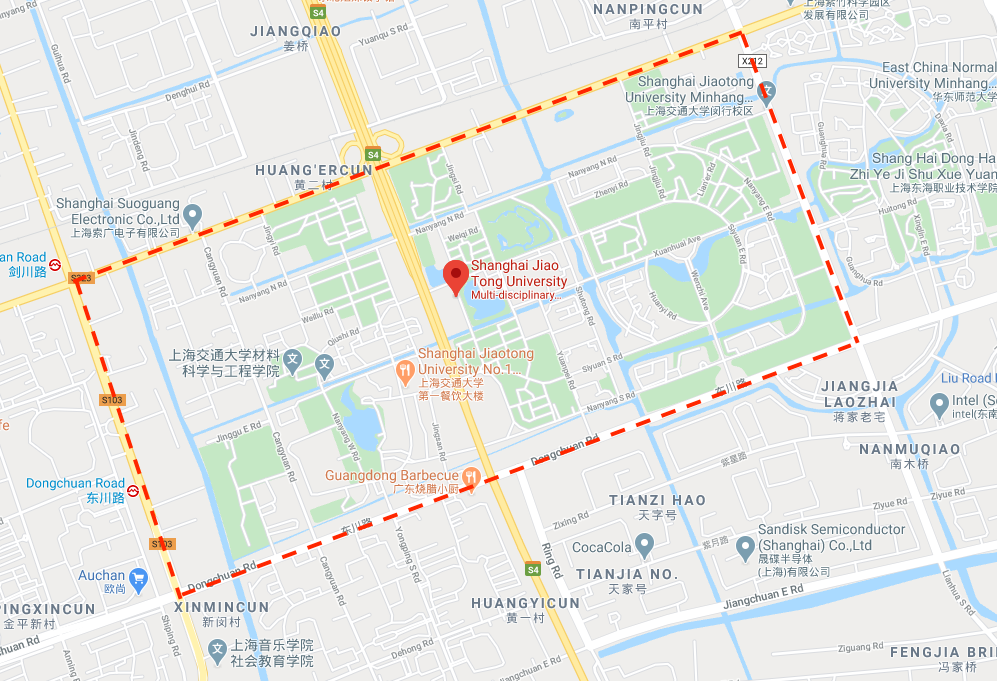 NANPINGCUN
南平村
上海紫竹科学园区
发展有限公司
S4
JIANGQIAO
姜桥
Yuanqu S Rd
Guihua Rd
Denghui Rd
Jindeng Rd
X212
Shanghai Jiaotong
University Minhang...
上海交通大学闵行校区
East China Normal
University Minhang...
华东师范大学
Daxia Rd
Guanghua Rd
S4
HUANG'ERCUN
黄二村
Jingsi Rd
Nanyang N Rd
Jingjiu Rd
Jingliu Rd
Zhenyi Rd
Lian'er Rd
Nanyang E Rd
Shang Hai Dong Ha
Zhi Ye Ji Shu Xue Yuan
上海东海职业技术学院
Huitong Rd
Xinglin E Rd
Shanghai Suoguang
Electronic Co.,Ltd
上海索广电子有限公司
Jingyi Rd
Nanyang N Rd
Weiqi Rd
Siyuan E Rd
Xuanhuai Ave
an Road
剑川路
S223
Cangyuan Rd
Nanyang N Rd
Shanghai Jiao
Tong University
Multi-disciplinary...
Guanghua Rd
Wenzhi Ave
Huanyi Rd
Shutong Rd
Weiliu Rd
Qiushi Rd
上海交通大学材料
科学与工程学院
Shanghai Jiaotong
University No.1...
上海交通大学
第一餐饮大楼
Yuanpei Rd
Siyuan S Rd
东川路
JIANGJIA
LAOZHAI
蒋家老宅
Liu Road
Intel (S
intel(东南
S103
Nanyang S Rd
Jinggu E Rd
Cangyuan Rd
Nanyang W Rd
Jingnan Rd
Dongchuan Rd
NANMUQIAO
南木桥
紫星路
fe
Dongchuan Road
东川路
Guangdong Barbecue
广东烧腊小厨
TIANZI HAO
天字号
Ziyue Rd
Ziyue Rd
东川路
Zixing Rd
S103
Yongping S Rd
CocaCola
紫月路
Sandisk Semiconductor
(Shanghai) Co.,Ltd
晟碟半导体
(上海)有限公司
Ring Rd
S4
TIANJIA NO.
天家号
Auchan
欧尚
Dongchuan Rd
Cangyuan Rd
Jiangchuan E Rd
Lianhua S Rd
PINGXINCUN
金平新村
XINMINCUN
新闵村
HUANGYICUN
黄一村
chuan Rd
Shiping Rd
上海音乐学院
社会教育学院
Dehong Rd
Jiangchuan E Rd
Ziguang Rd
FENGJIA BRI
冯家桥
Anning Rd